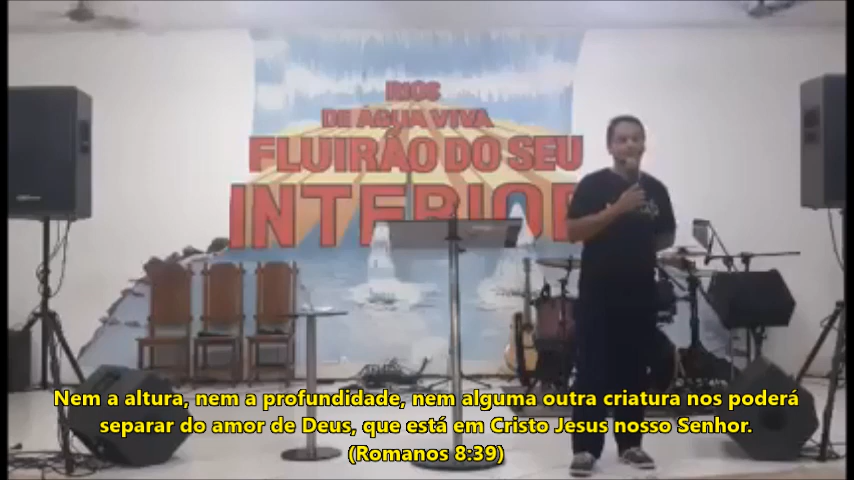 RIOS
DE ÁGUA VIVA
FLUIRÃO DO SEU
INTERIOR
Nem a altura, nem a profundidade, nem alguma outra criatura nos poderá
separar do amor de Deus, que está em Cristo Jesus nosso Senhor.
(Romanos 8:39)